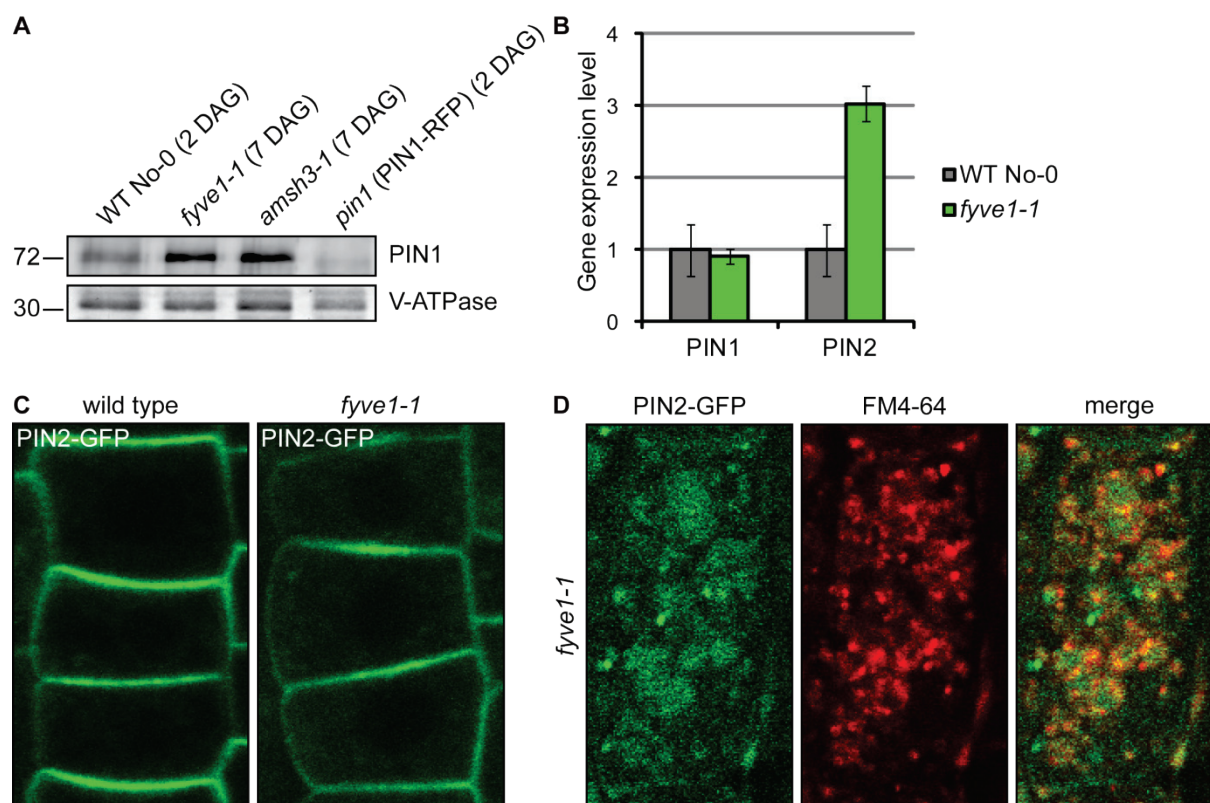 A
WT No-0 (2 DAG)
fyve1-1 (7 DAG)
amsh3-1 (7 DAG)
pin1 (PIN1-RFP) (2 DAG)
72
PIN1
30
V-ATPase
B
Gene expression level
4
3
2
1
0
PIN1
PIN2
WT No-0
fyve1-1
C
wild type
fyve1-1
PIN2-GFP
PIN2-GFP
D
PIN2-GFP
FM4-64
merge
fyve1-1